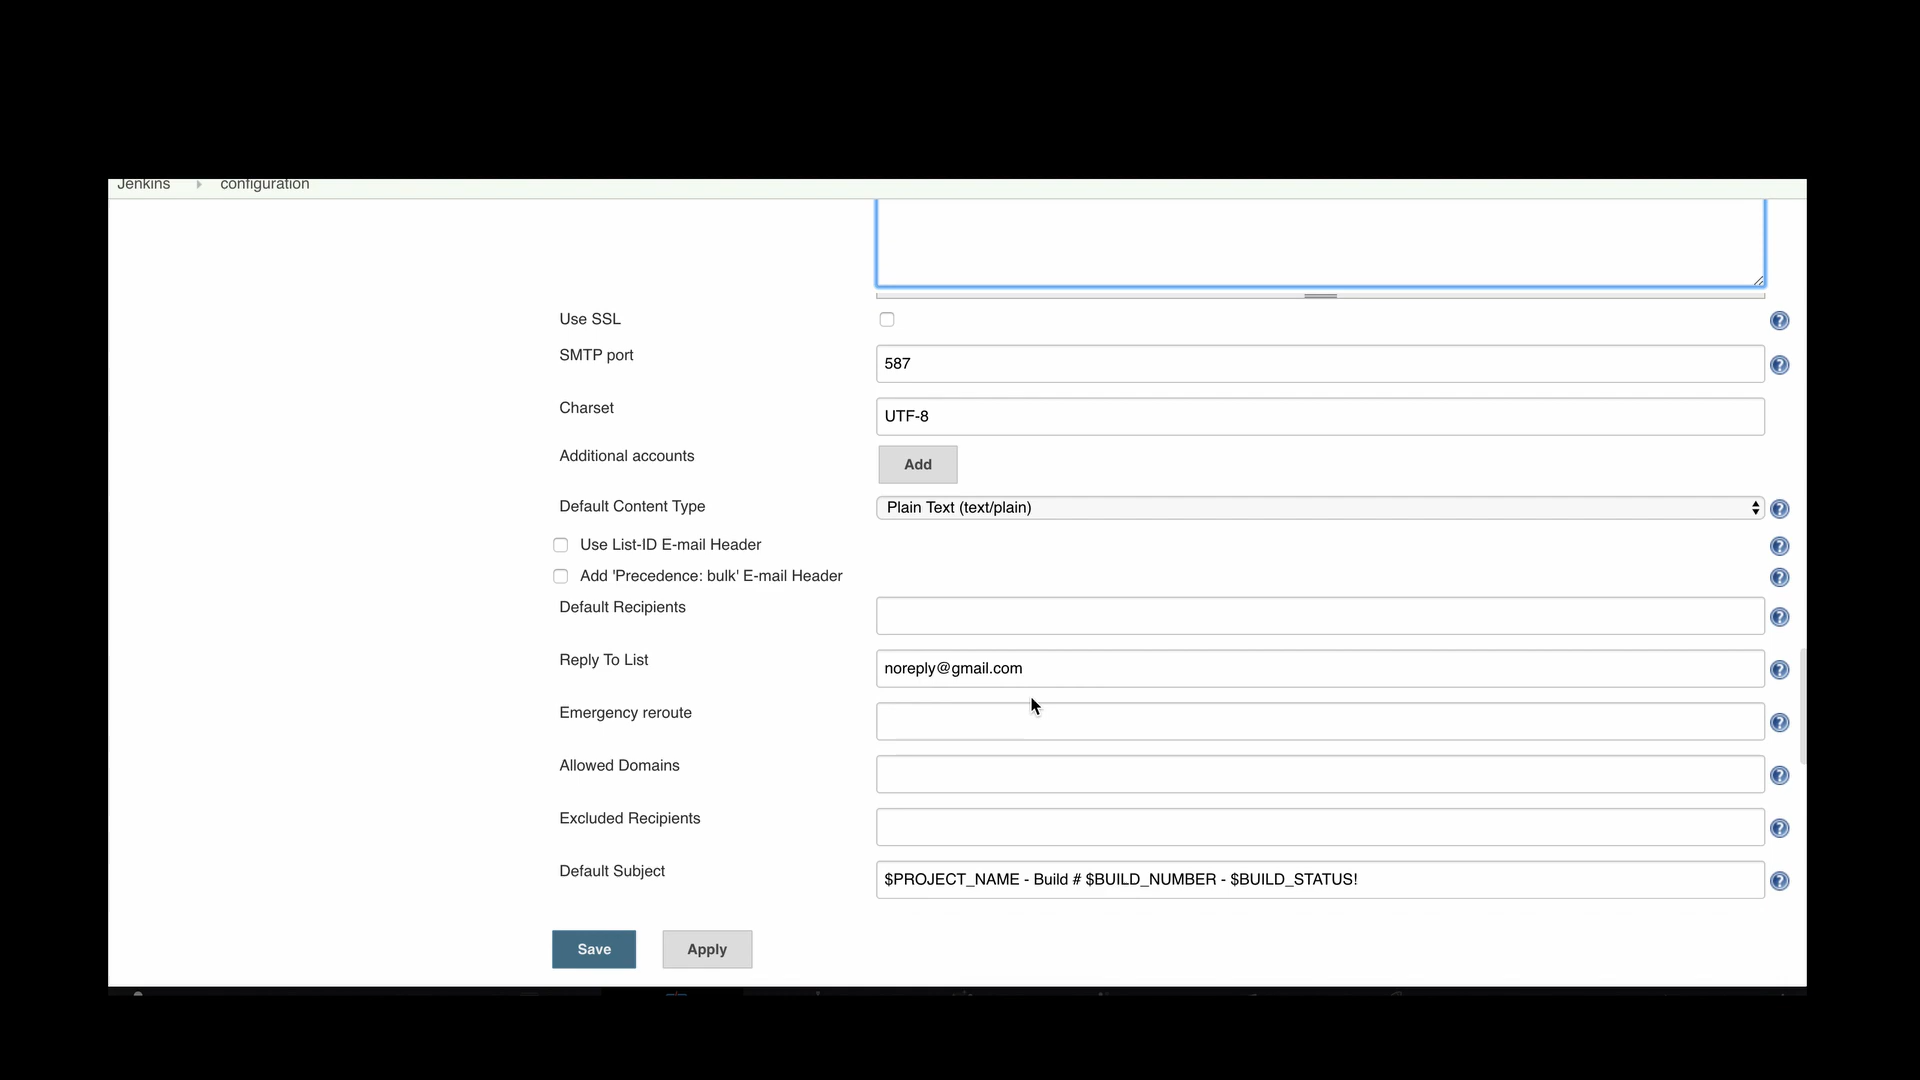 Jenkins configuration
Use SSL
SMTP port 587
Charset UTF-8
Additional accounts Add
Default Content Type Plain Text (text/plain)
Use List-ID E-mail Header
Add 'Precedence: bulk' E-mail Header
Default Recipients
Reply To List noreply@gmail.com
Emergency reroute
Allowed Domains
Excluded Recipients
Default Subject $PROJECT_NAME - Build # $BUILD_NUMBER - $BUILD_STATUS!
Save Apply